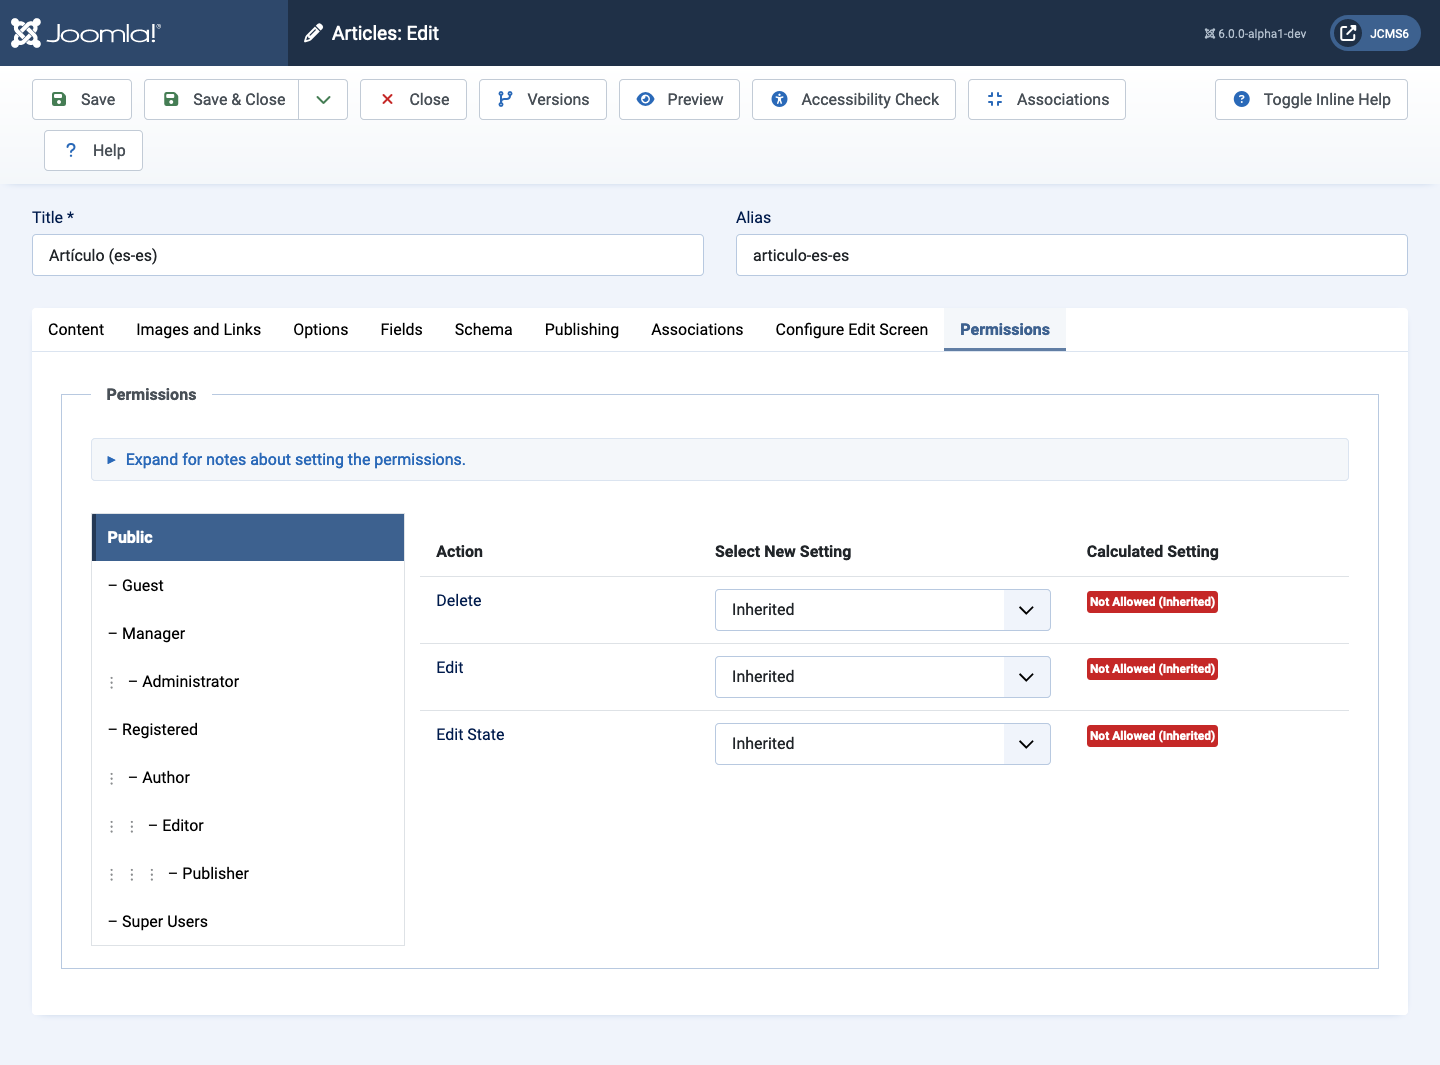 Joomla!®
Articles: Edit
6.0.0-alpha1-dev
JCMS6
Save
Save & Close
Close
Versions
Preview
Accessibility Check
Associations
Toggle Inline Help
Help
Title *
Alias
Artículo (es-es)
articulo-es-es
Content
Images and Links
Options
Fields
Schema
Publishing
Associations
Configure Edit Screen
Permissions
Permissions
Expand for notes about setting the permissions.
Public
– Guest
– Manager
– Administrator
– Registered
– Author
– Editor
– Publisher
– Super Users
Action Select New Setting Calculated Setting
Delete Inherited Not Allowed (Inherited)
Edit Inherited Not Allowed (Inherited)
Edit State Inherited Not Allowed (Inherited)